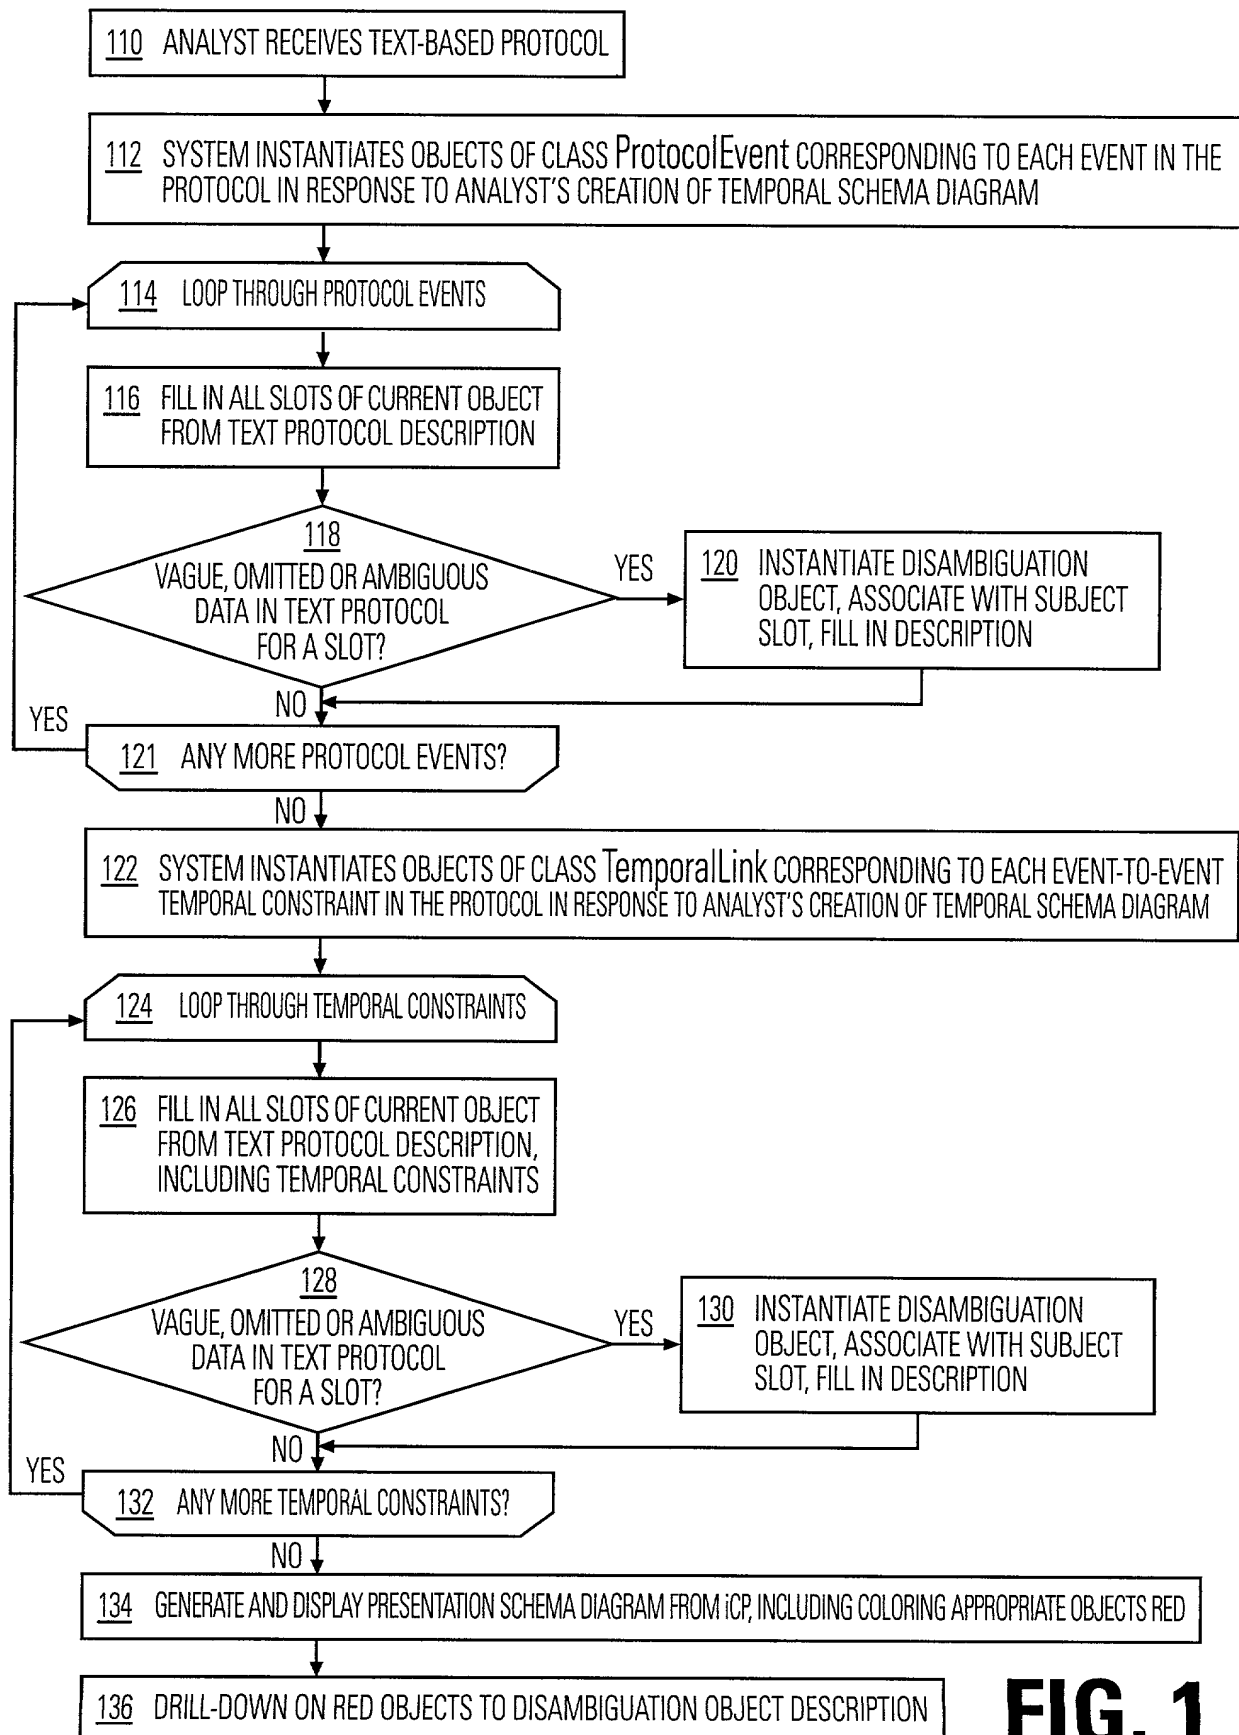 110 ANALYST RECEIVES TEXT-BASED PROTOCOL
112 SYSTEM INSTANTIATES OBJECTS OF CLASS ProtocolEvent CORRESPONDING TO EACH EVENT IN THE
PROTOCOL IN RESPONSE TO ANALYST'S CREATION OF TEMPORAL SCHEMA DIAGRAM
114 LOOP THROUGH PROTOCOL EVENTS
116 FILL IN ALL SLOTS OF CURRENT OBJECT
FROM TEXT PROTOCOL DESCRIPTION
118
VAGUE, OMITTED OR AMBIGUOUS
DATA IN TEXT PROTOCOL
FOR A SLOT?
YES
120 INSTANTIATE DISAMBIGUATION
OBJECT, ASSOCIATE WITH SUBJECT
SLOT, FILL IN DESCRIPTION
NO
YES
121 ANY MORE PROTOCOL EVENTS?
NO
122 SYSTEM INSTANTIATES OBJECTS OF CLASS TemporalLink CORRESPONDING TO EACH EVENT-TO-EVENT
TEMPORAL CONSTRAINT IN THE PROTOCOL IN RESPONSE TO ANALYST'S CREATION OF TEMPORAL SCHEMA DIAGRAM
124 LOOP THROUGH TEMPORAL CONSTRAINTS
126 FILL IN ALL SLOTS OF CURRENT OBJECT
FROM TEXT PROTOCOL DESCRIPTION,
INCLUDING TEMPORAL CONSTRAINTS
128
VAGUE, OMITTED OR AMBIGUOUS
DATA IN TEXT PROTOCOL
FOR A SLOT?
YES
130 INSTANTIATE DISAMBIGUATION
OBJECT, ASSOCIATE WITH SUBJECT
SLOT, FILL IN DESCRIPTION
NO
YES
132 ANY MORE TEMPORAL CONSTRAINTS?
NO
134 GENERATE AND DISPLAY PRESENTATION SCHEMA DIAGRAM FROM iCP, INCLUDING COLORING APPROPRIATE OBJECTS RED
136 DRILL-DOWN ON RED OBJECTS TO DISAMBIGUATION OBJECT DESCRIPTION
FIG. 1